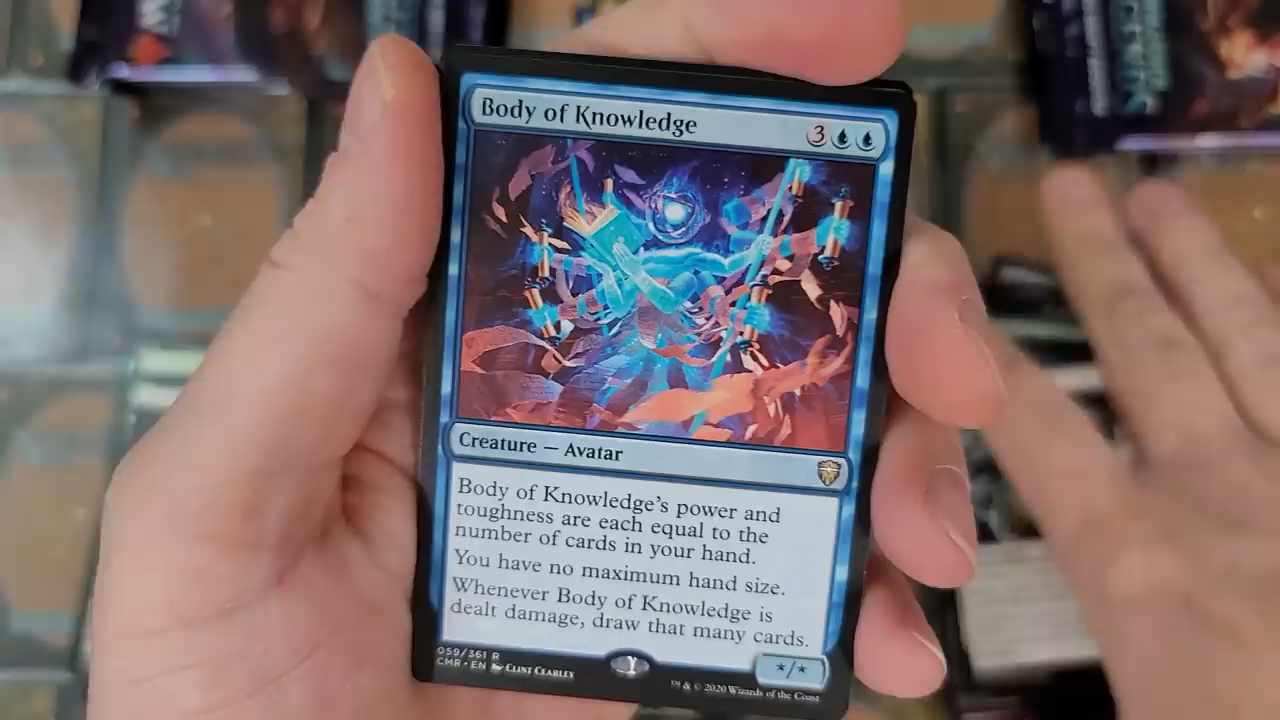 Body of Knowledge
3
Creature — Avatar
Body of Knowledge's power and
toughness are each equal to the
number of cards in your hand.
You have no maximum hand size.
Whenever Body of Knowledge is
dealt damage, draw that many cards.
059/361 R
CMR • EN CLINT CEARLEY
*/*
™ & © 2020 Wizards of the Coast